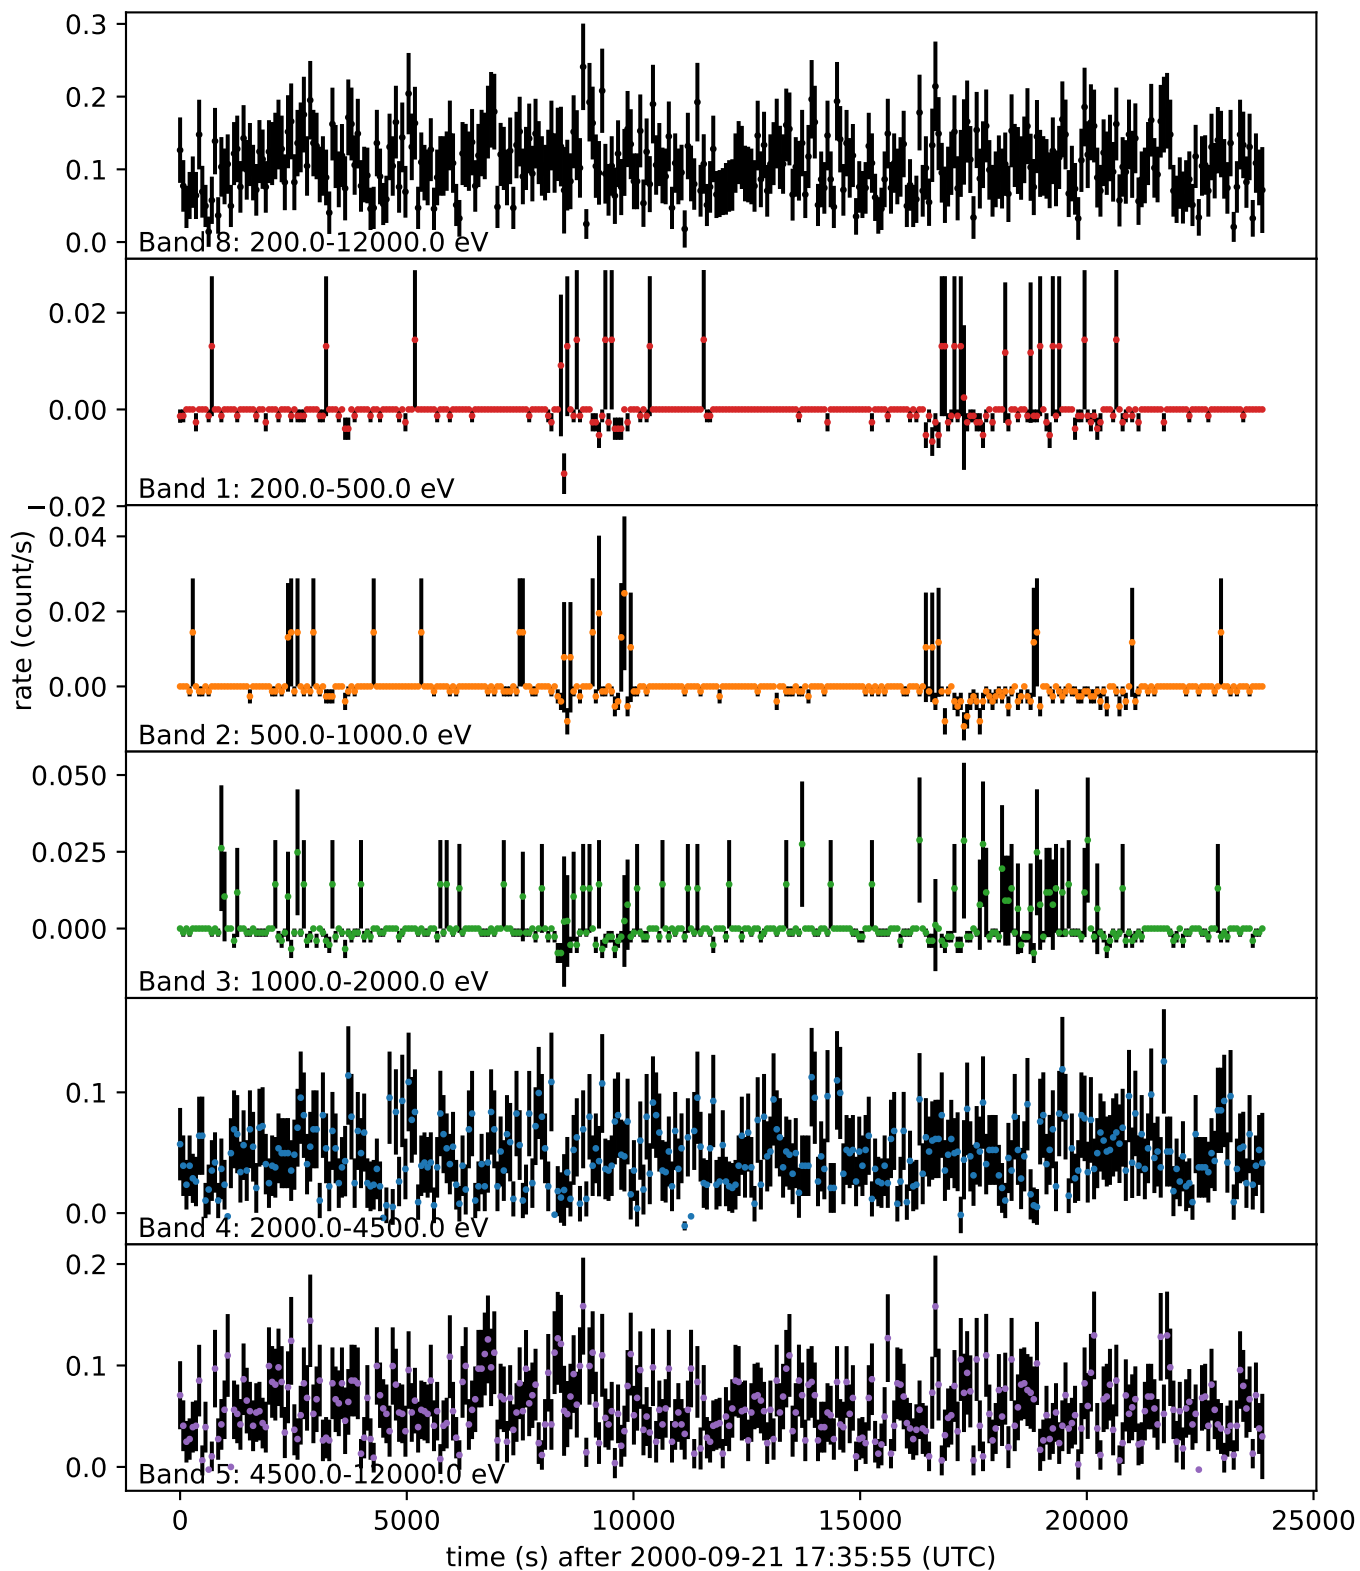 0.3
0.2
0.1
0.0
Band 8: 200.0-12000.0 eV
0.02
0.00
−0.02
Band 1: 200.0-500.0 eV
0.04
0.02
0.00
Band 2: 500.0-1000.0 eV
rate (count/s)
0.050
0.025
0.000
Band 3: 1000.0-2000.0 eV
0.1
0.0
Band 4: 2000.0-4500.0 eV
0.2
0.1
0.0
Band 5: 4500.0-12000.0 eV
0 5000 10000 15000 20000 25000
time (s) after 2000-09-21 17:35:55 (UTC)